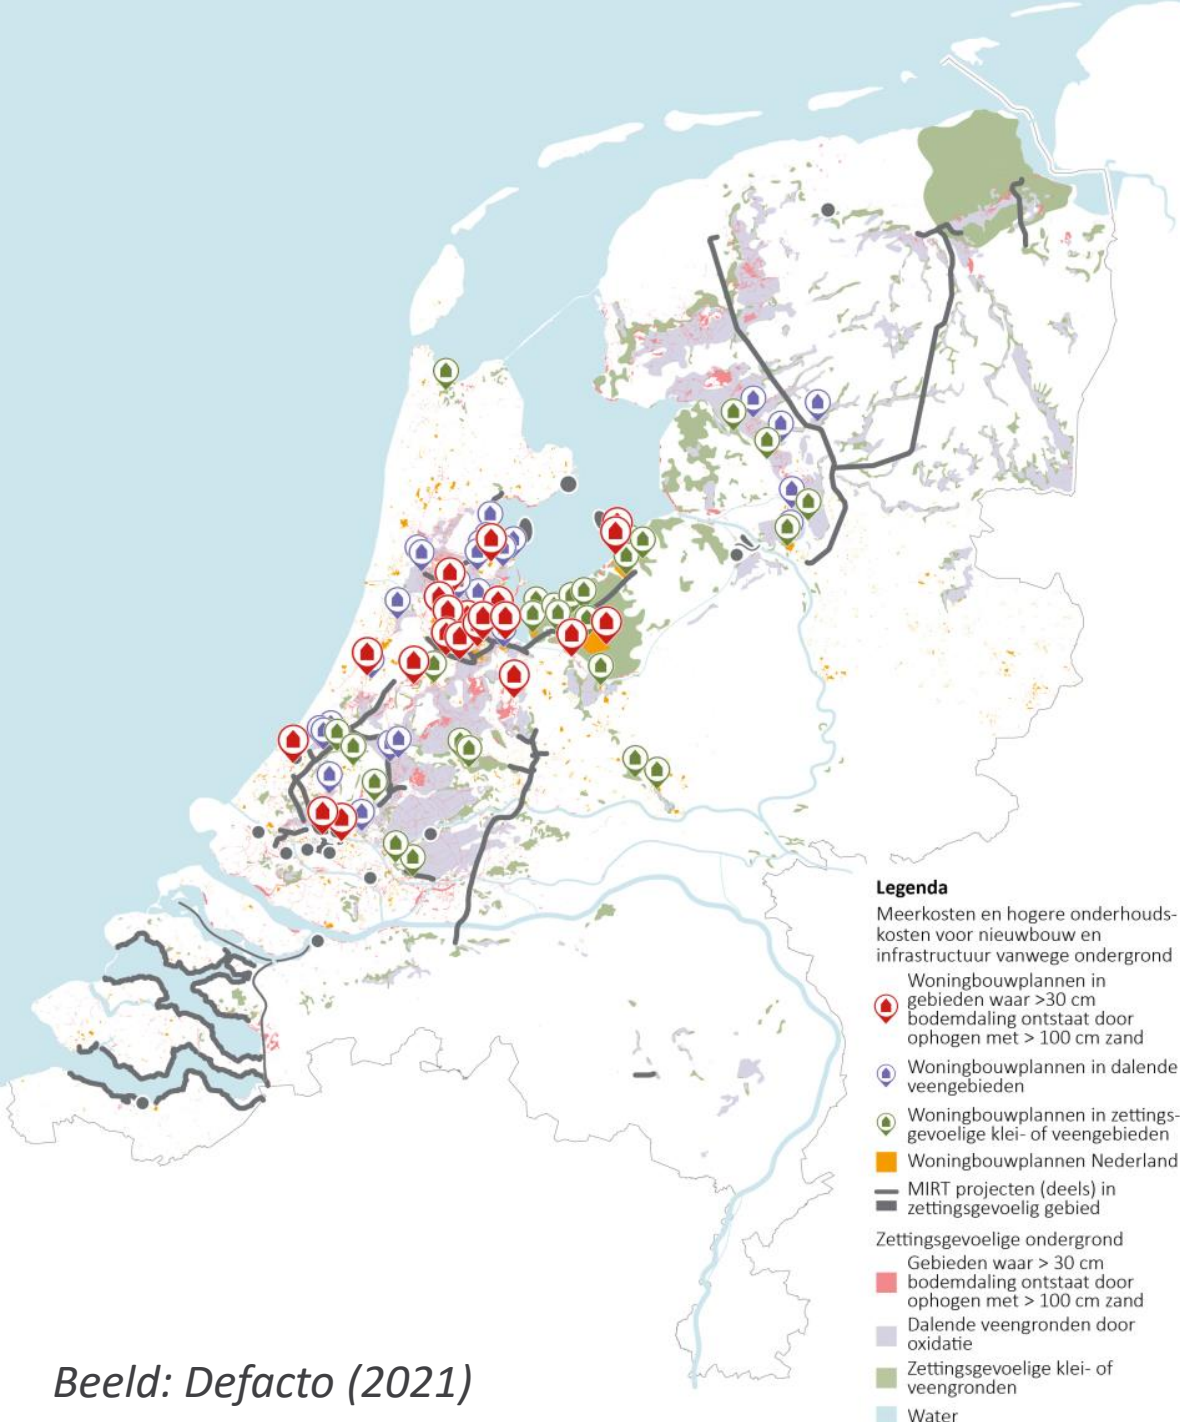 Legenda
Meerkosten en hogere onderhouds-
kosten voor nieuwbouw en
infrastructuur vanwege ondergrond
Woningbouwplannen in
gebieden waar >30 cm
bodemdaling ontstaat door
ophogen met > 100 cm zand
Woningbouwplannen in dalende
veengebieden
Woningbouwplannen in zettings-
gevoelige klei- of veengebieden
Woningbouwplannen Nederland
MIRT projecten (deels) in
zettingsgevoelig gebied
Zettingsgevoelige ondergrond
Gebieden waar > 30 cm
bodemdaling ontstaat door
ophogen met > 100 cm zand
Dalende veengronden door
oxidatie
Zettingsgevoelige klei- of
veengronden
Water
Beeld: Defacto (2021)